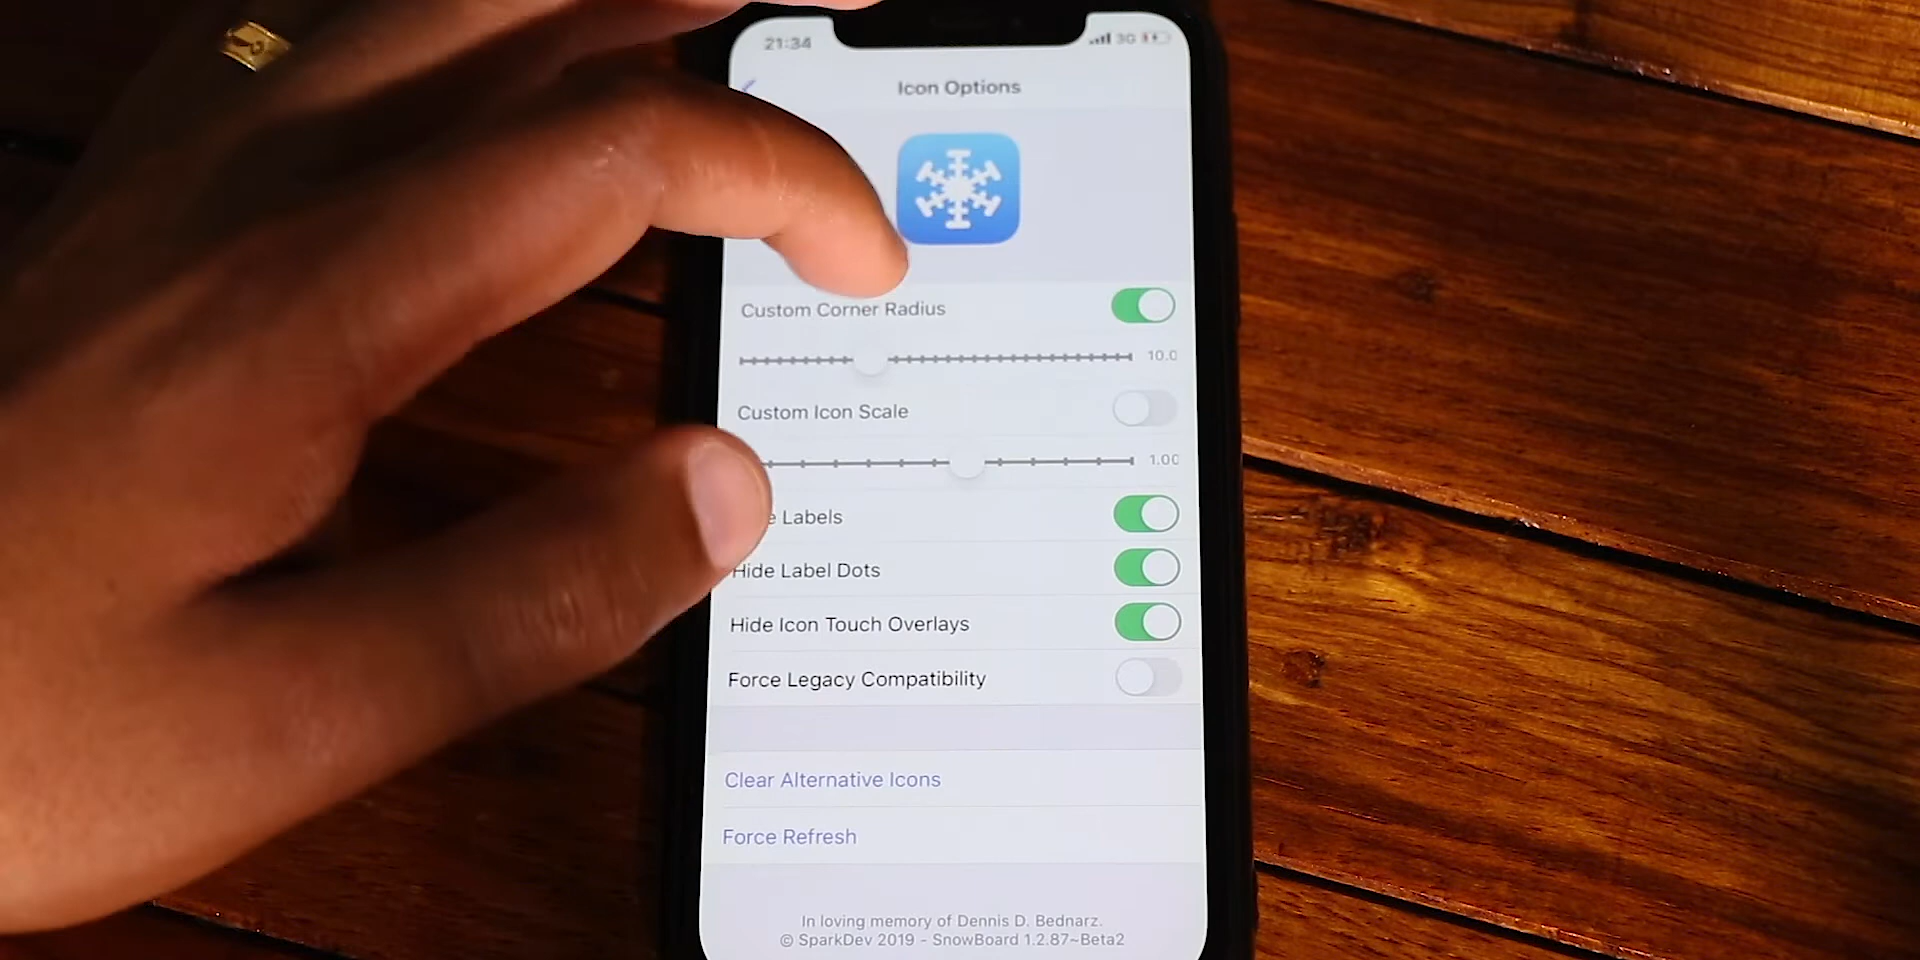 21:34
3G
Icon Options
Custom Corner Radius
10.0
Custom Icon Scale
1.00
Labels
Hide Label Dots
Hide Icon Touch Overlays
Force Legacy Compatibility
Clear Alternative Icons
Force Refresh
In loving memory of Dennis D. Bednarz.
© SparkDev 2019 - SnowBoard 1.2.87~Beta2